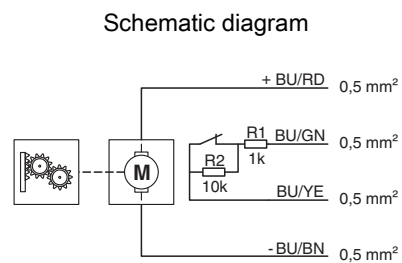 Schematic diagram
+ BU/RD 0,5 mm²
R1 BU/GN 0,5 mm²
1k
R2
10k
M
BU/YE 0,5 mm²
- BU/BN 0,5 mm²